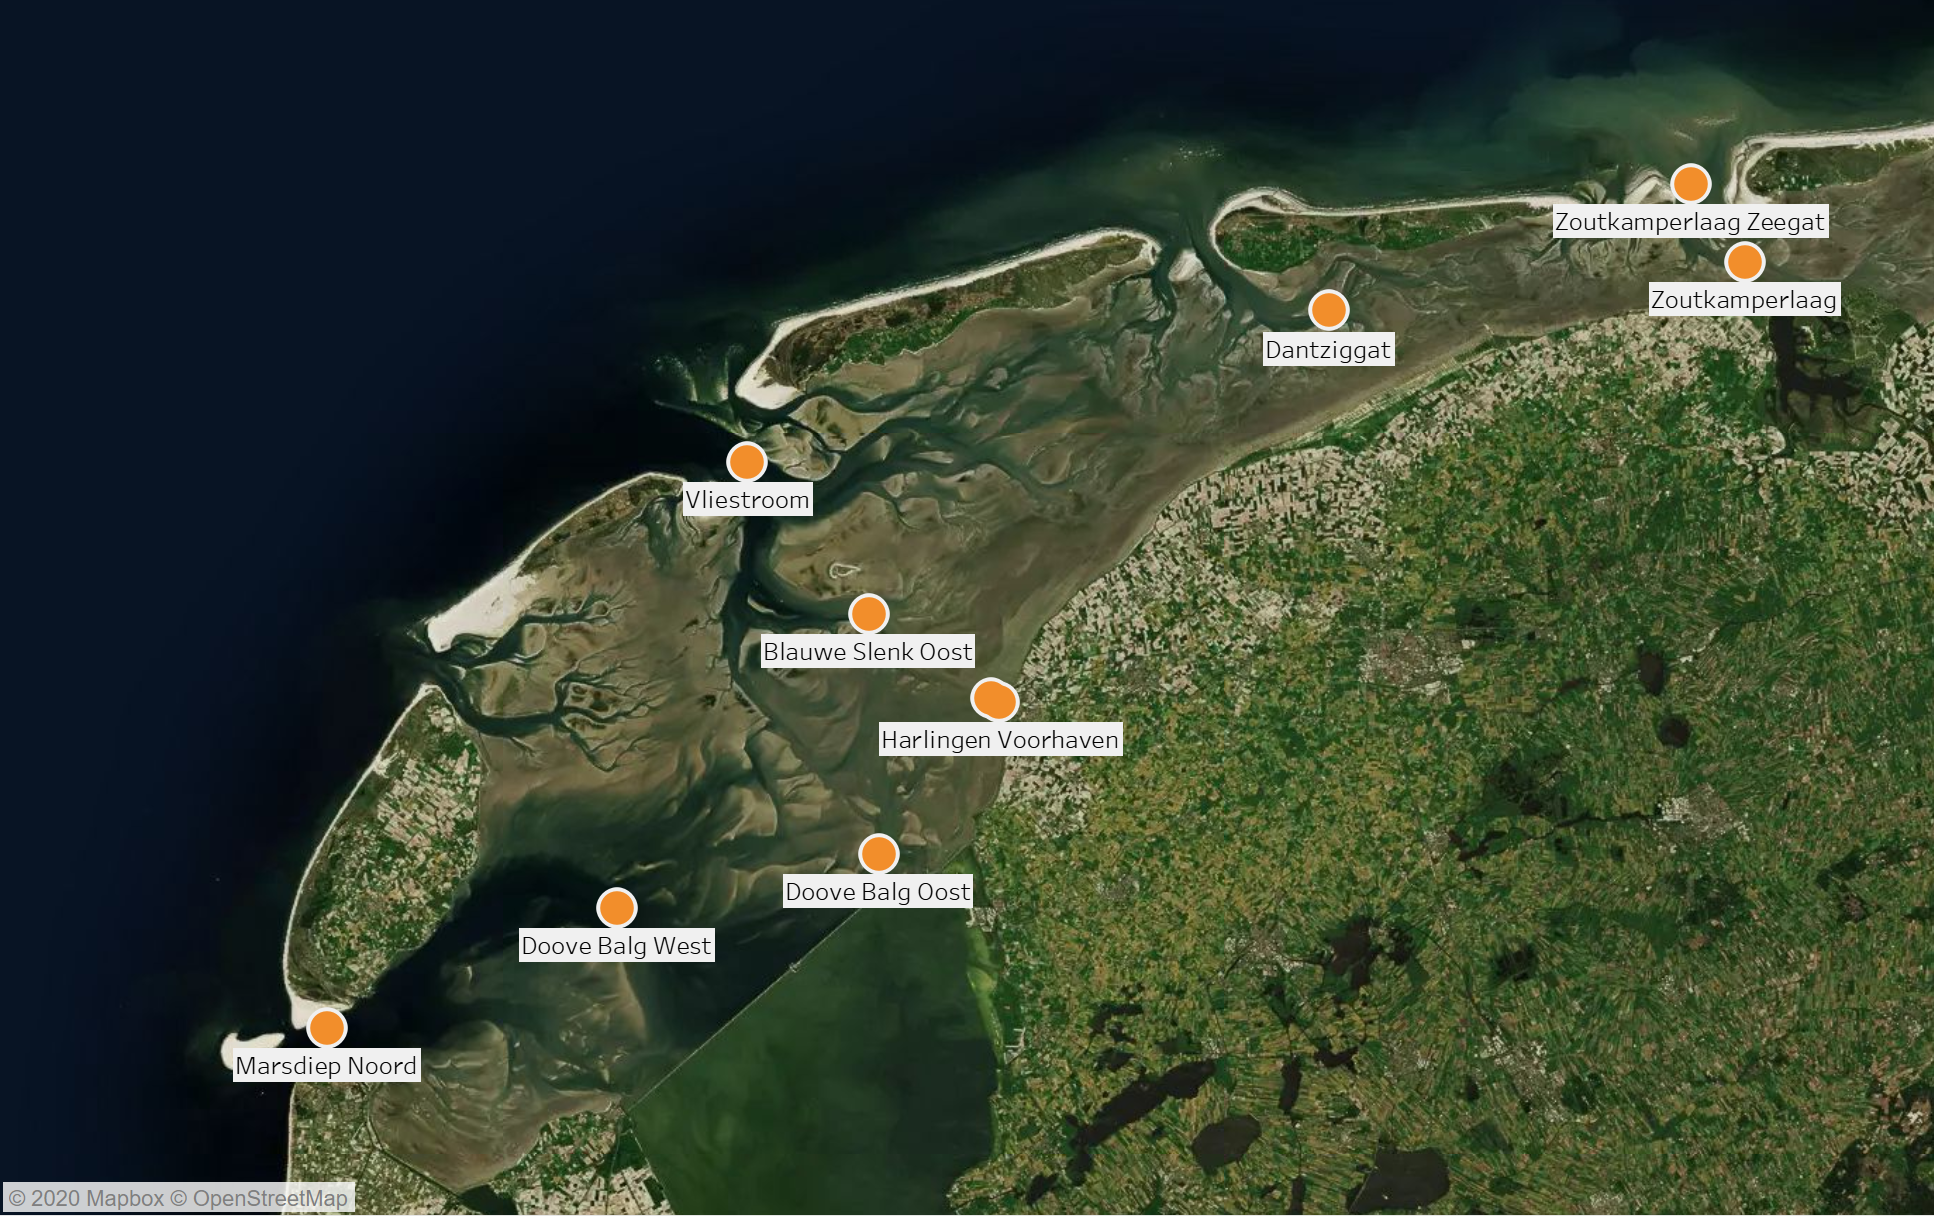 Zoutkamperlaag Zeegat
Zoutkamperlaag
Dantziggat
Vliestroom
Blauwe Slenk Oost
Harlingen Voorhaven
Doove Balg Oost
Doove Balg West
Marsdiep Noord
© 2020 Mapbox © OpenStreetMap